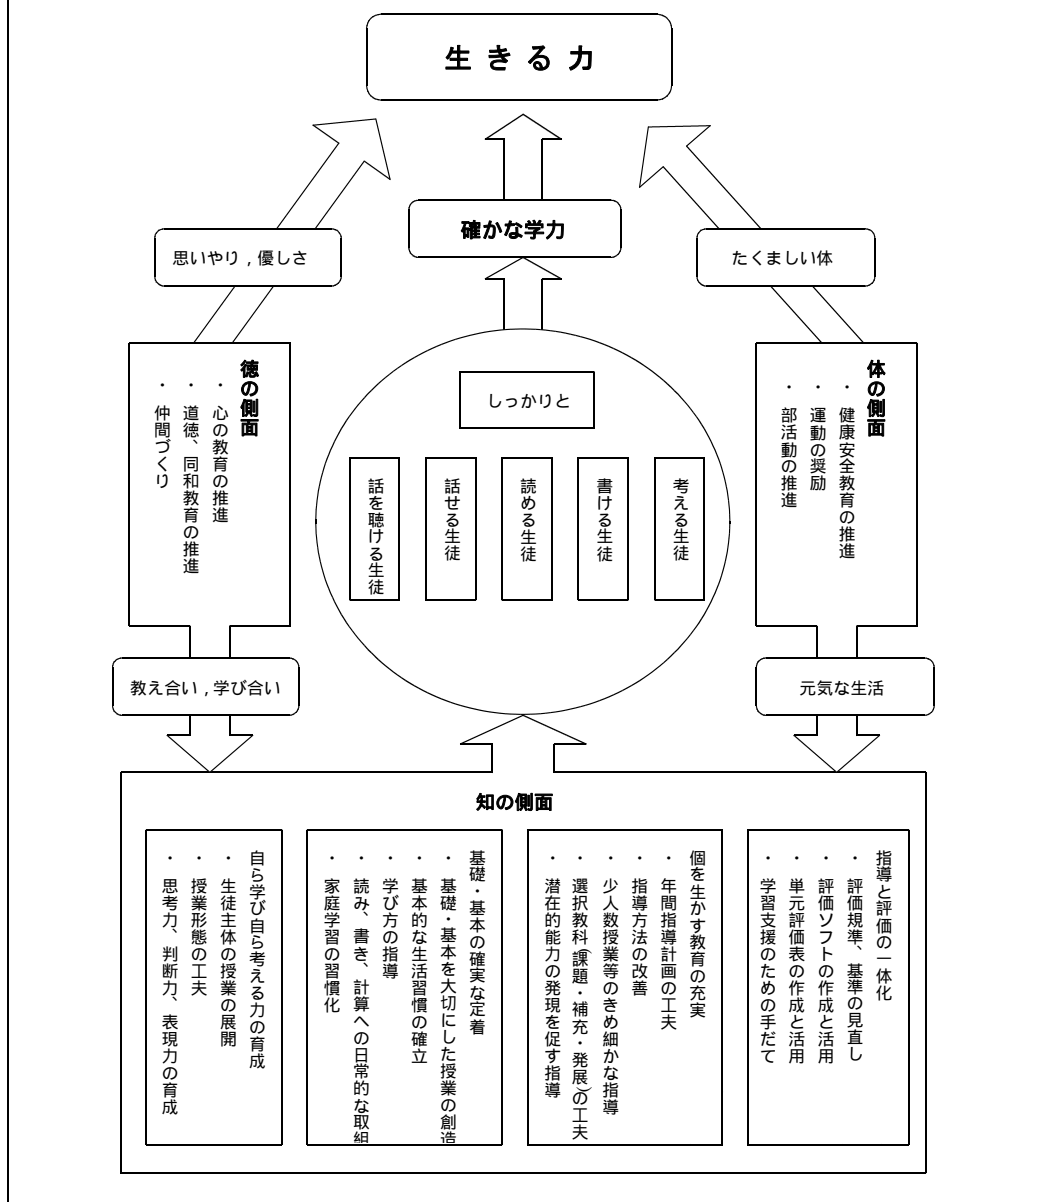 生きる力
確かな学力
思いやり，優しさ
たくましい体
体の側面
・ 健康安全教育の推進
・ 運動の奨励
・ 部活動の推進
しっかりと
考える生徒
書ける生徒
読める生徒
話せる生徒
話を聴ける生徒
徳の側面
・ 心の教育の推進
・ 道徳、同和教育の推進
・ 仲間づくり
教え合い，学び合い
元気な生活
知の側面
指導と評価の一体化
・ 評価規準、基準の見直し
・ 評価ソフトの作成と活用
・ 単元評価表の作成と活用
・ 学習支援のための手だて
個を生かす教育の充実
・ 年間指導計画の工夫
・ 指導方法の改善
・ 少人数授業等のきめ細かな指導
・ 選択教科（課題・補充・発展）の工夫
・ 潜在的能力の発現を促す指導
基礎・基本の確実な定着
・ 基礎・基本を大切にした授業の創造
・ 基本的な生活習慣の確立
・ 学び方の指導
・ 読み、書き、計算への日常的な取組
・ 家庭学習の習慣化
自ら学び自ら考える力の育成
・ 生徒主体の授業の展開
・ 授業形態の工夫
・ 思考力、判断力、表現力の育成